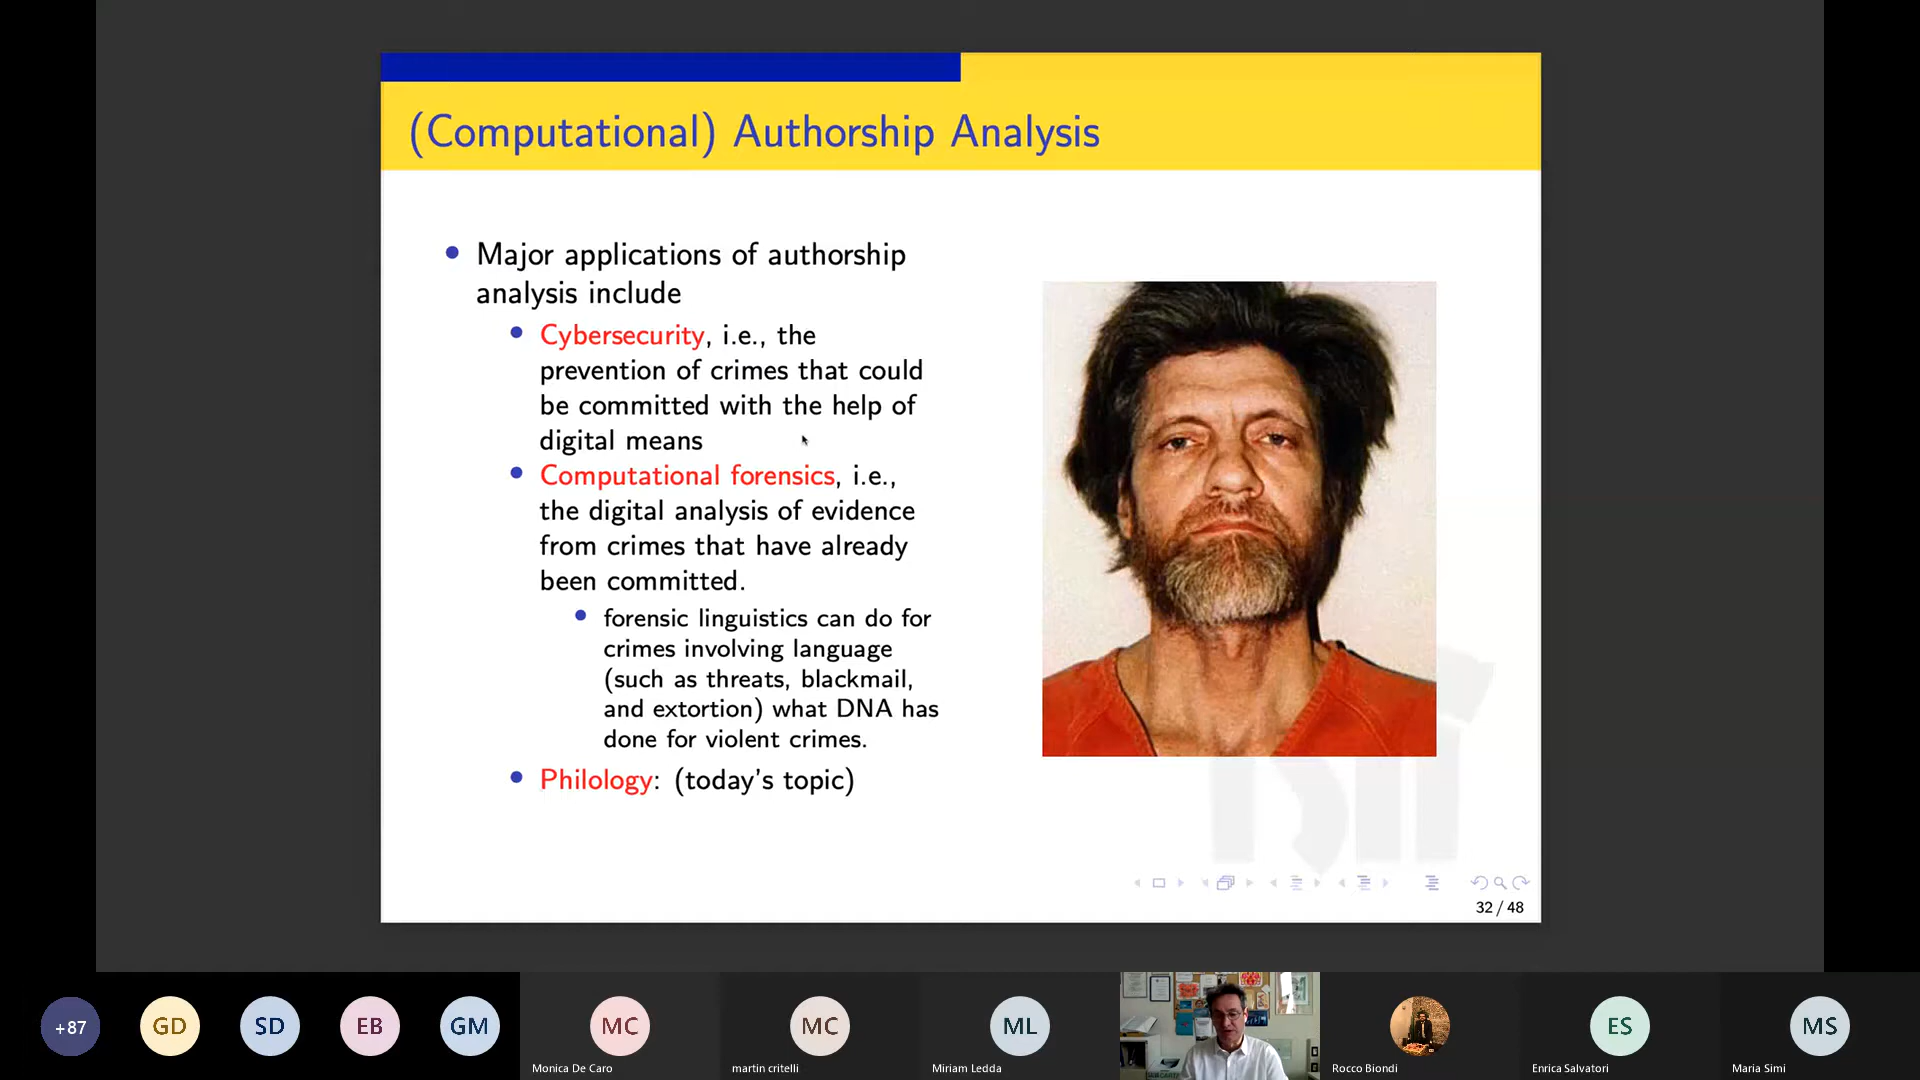 (Computational) Authorship Analysis
Major applications of authorship
analysis include
Cybersecurity, i.e., the
prevention of crimes that could
be committed with the help of
digital means
Computational forensics, i.e.,
the digital analysis of evidence
from crimes that have already
been committed.
forensic linguistics can do for
crimes involving language
(such as threats, blackmail,
and extortion) what DNA has
done for violent crimes.
Philology: (today's topic)
32 / 48
+87
GD
SD
EB
GM
MC
MC
ML
ES
MS
Monica De Caro
martin critelli
Miriam Ledda
Rocco Biondi
Enrica Salvatori
Maria Simi